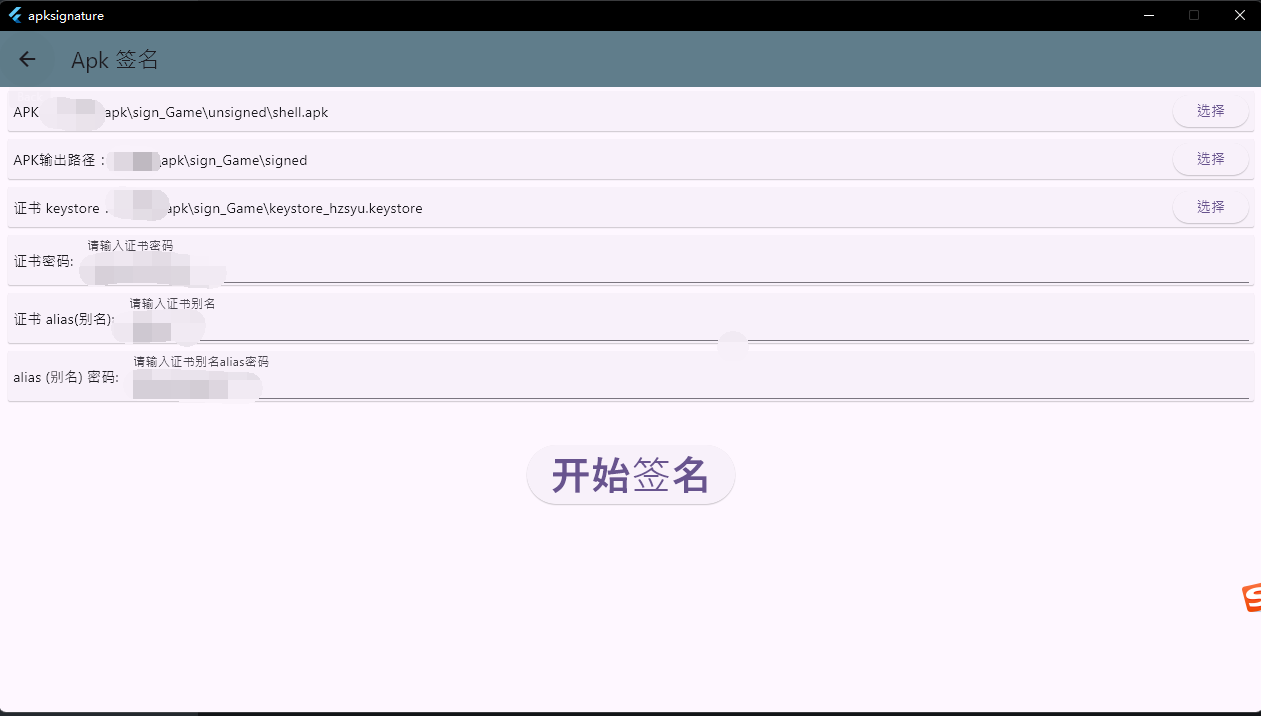 apksignature
Apk 签名
APK apk\sign_Game\unsigned\shell.apk 选择
APK输出路径： \apk\sign_Game\signed 选择
证书 keystore apk\sign_Game\keystore_hzsyu.keystore 选择
请输入证书密码
证书密码:
请输入证书别名
证书 alias(别名):
请输入证书别名alias密码
alias (别名) 密码:
开始签名